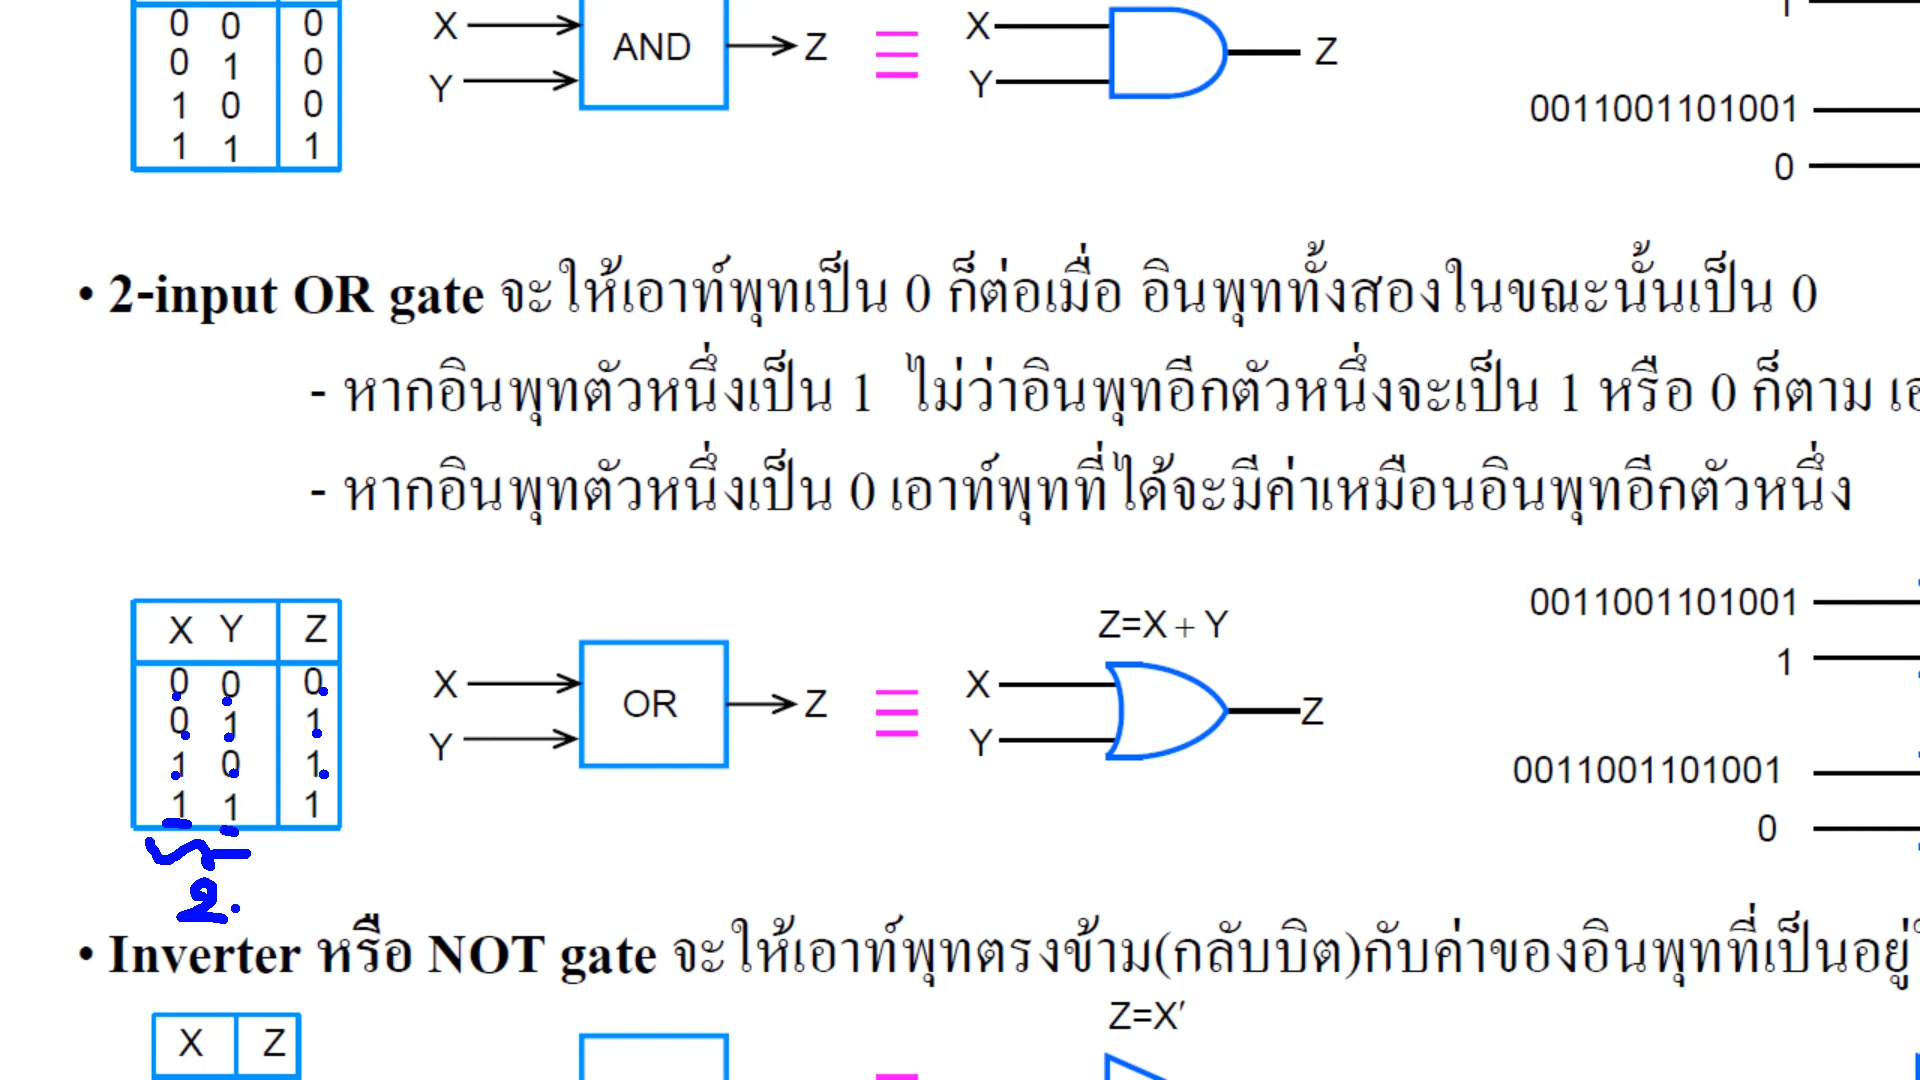 0 0 0
0 1 0
1 0 0
1 1 1
X
Y
AND
Z
X
Y
Z
1
0011001101001
0
• 2-input OR gate จะให้เอาท์พุทเป็น 0 ก็ต่อเมื่อ อินพุททั้งสองในขณะนั้นเป็น 0
- หากอินพุทตัวหนึ่งเป็น 1 ไม่ว่าอินพุทอีกตัวหนึ่งจะเป็น 1 หรือ 0 ก็ตาม
- หากอินพุทตัวหนึ่งเป็น 0 เอาท์พุทที่ได้จะมีค่าเหมือนอินพุทอีกตัวหนึ่ง
X Y Z
0 0 0
0 1 1
1 0 1
1 1 1
2.
X
Y
OR
Z
Z=X + Y
X
Y
Z
0011001101001
1
0011001101001
0
• Inverter หรือ NOT gate จะให้เอาท์พุทตรงข้าม(กลับบิต)กับค่าของอินพุทที่เป็นอยู่
X Z
Z=X′